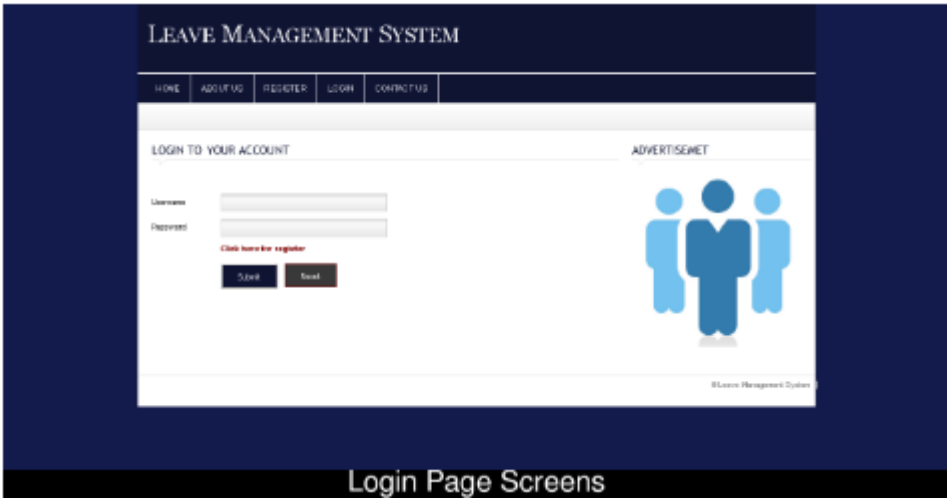 LEAVE MANAGEMENT SYSTEM
HOME ABOUT US REGISTER LOGIN CONTACT US
LOGIN TO YOUR ACCOUNT
ADVERTISEMET
Username
Password
Click here for register
Submit Reset
©Leave Management System
Login Page Screens